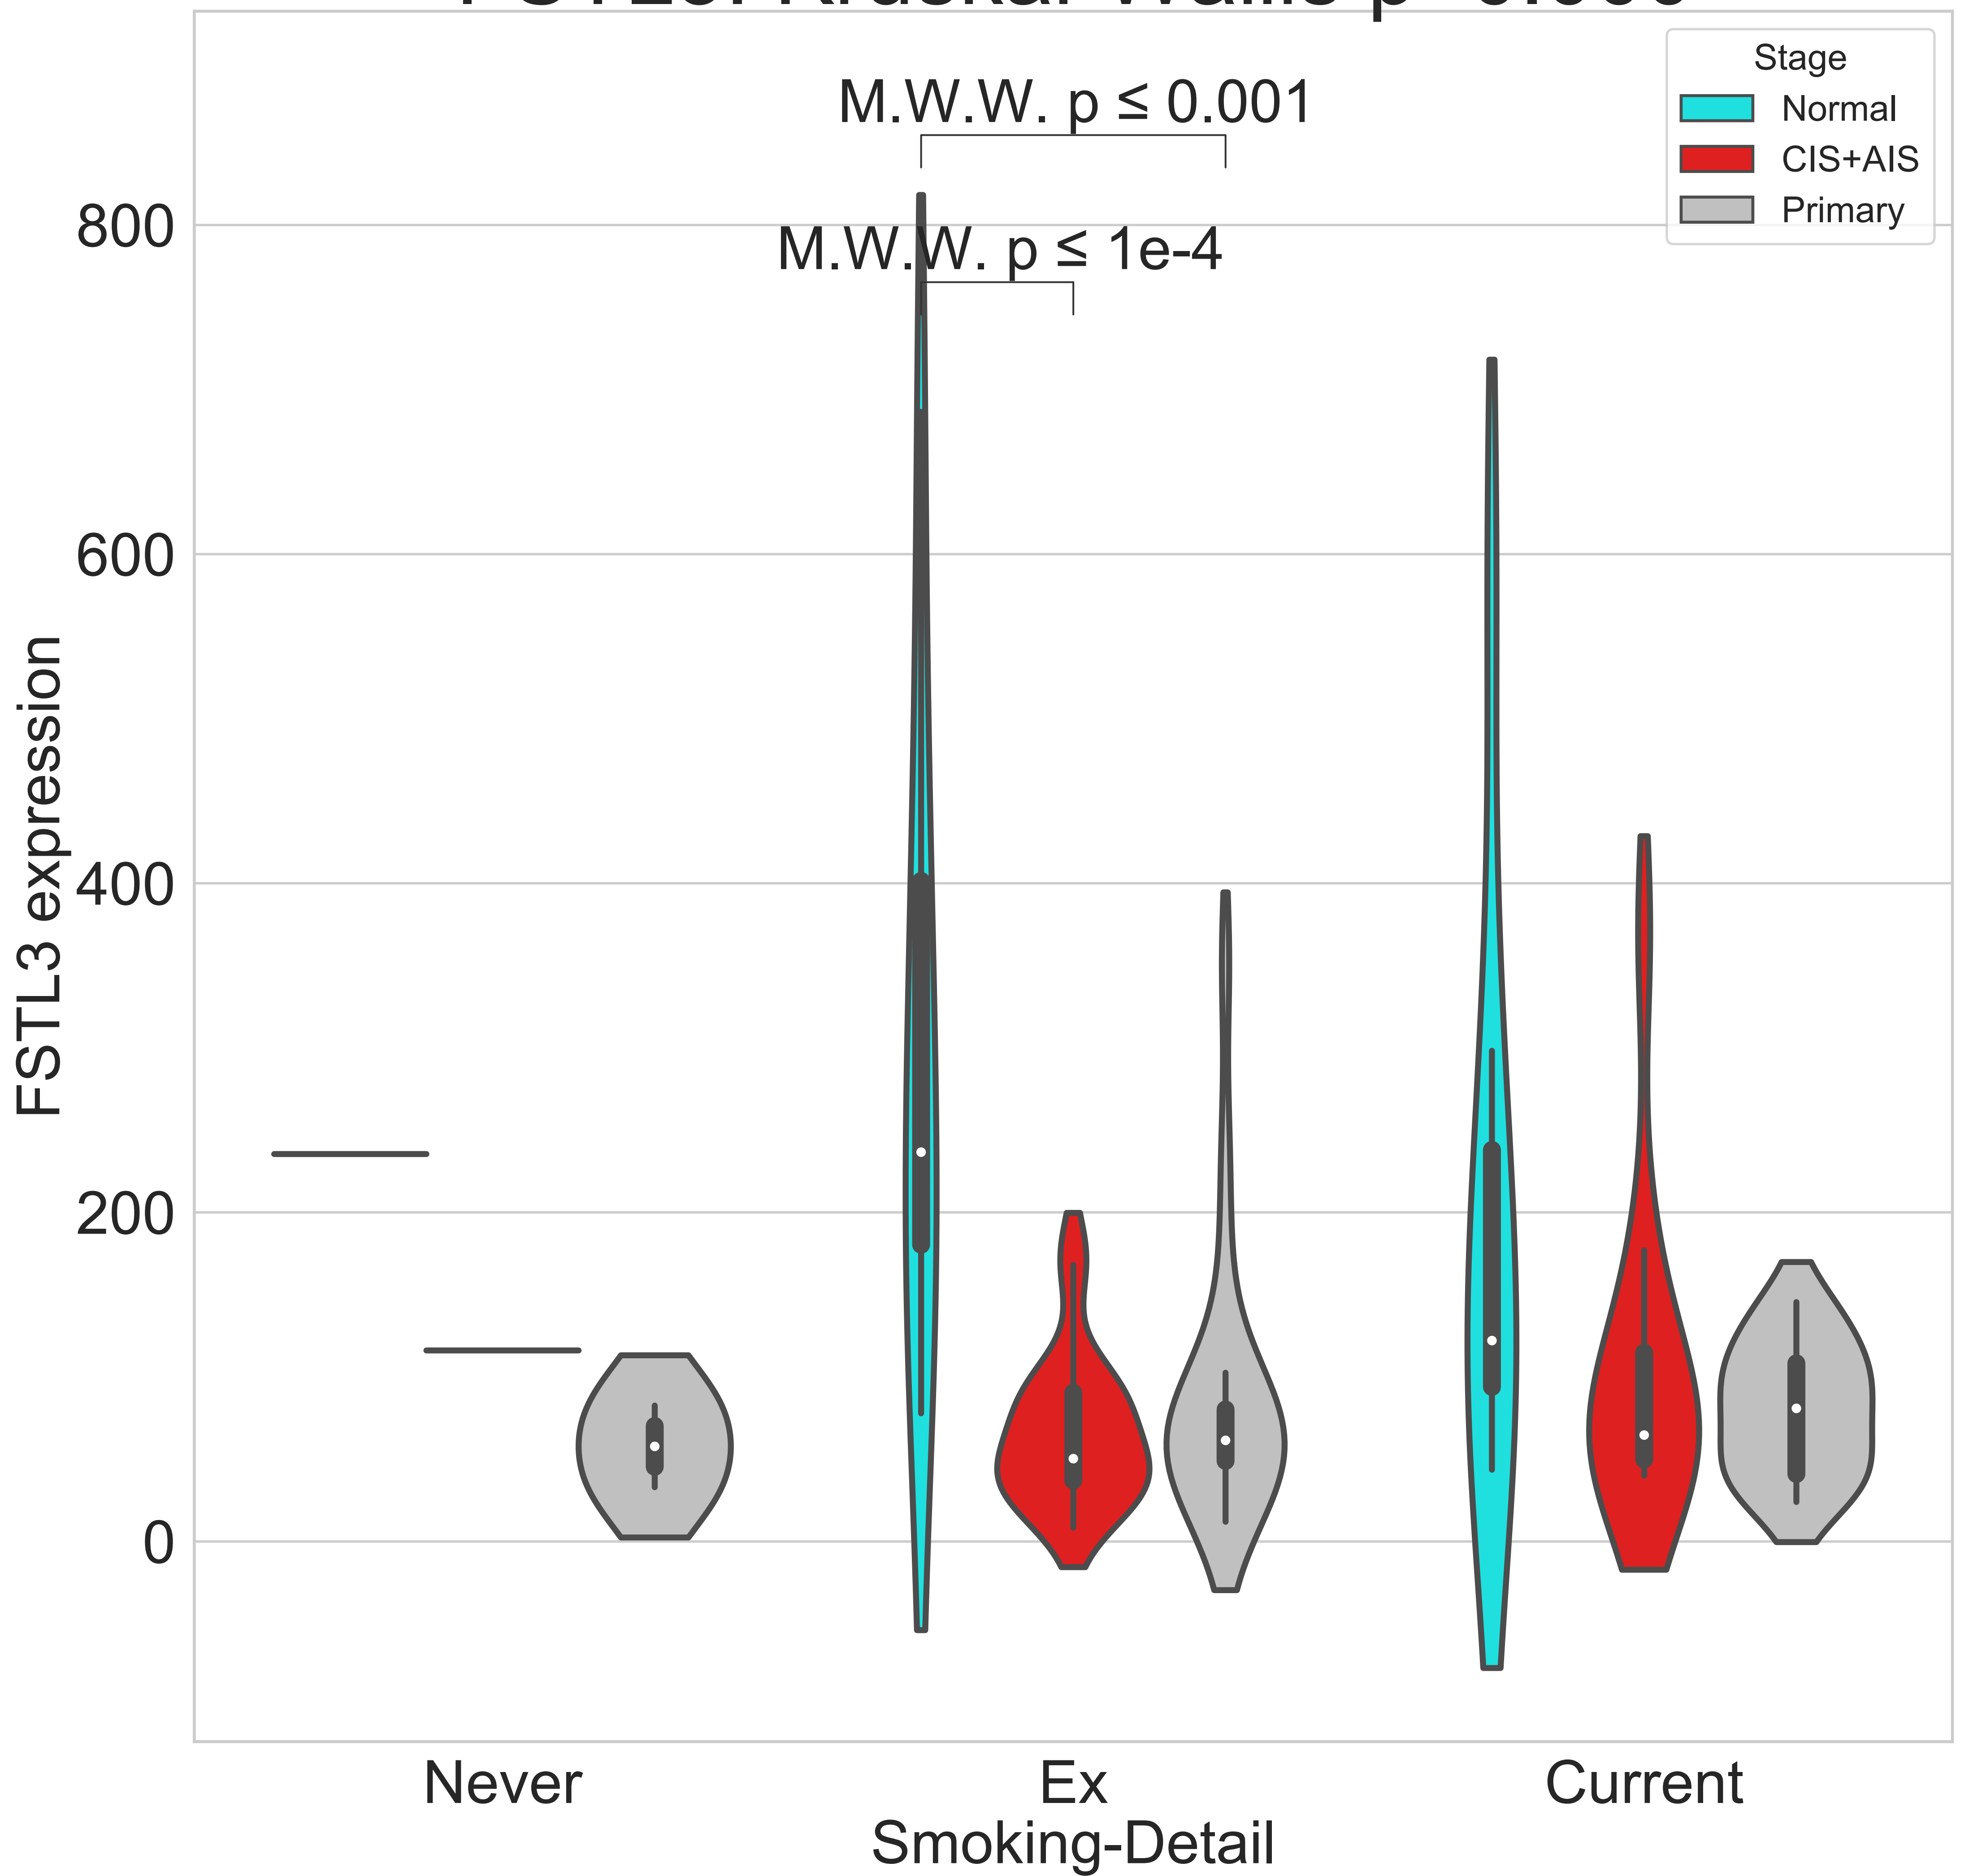 M.W.W. p ≤ 0.001
M.W.W. p ≤ 1e-4
Stage
Normal
CIS+AIS
Primary
800
600
400
200
0
FSTL3 expression
Never
Ex
Current
Smoking-Detail